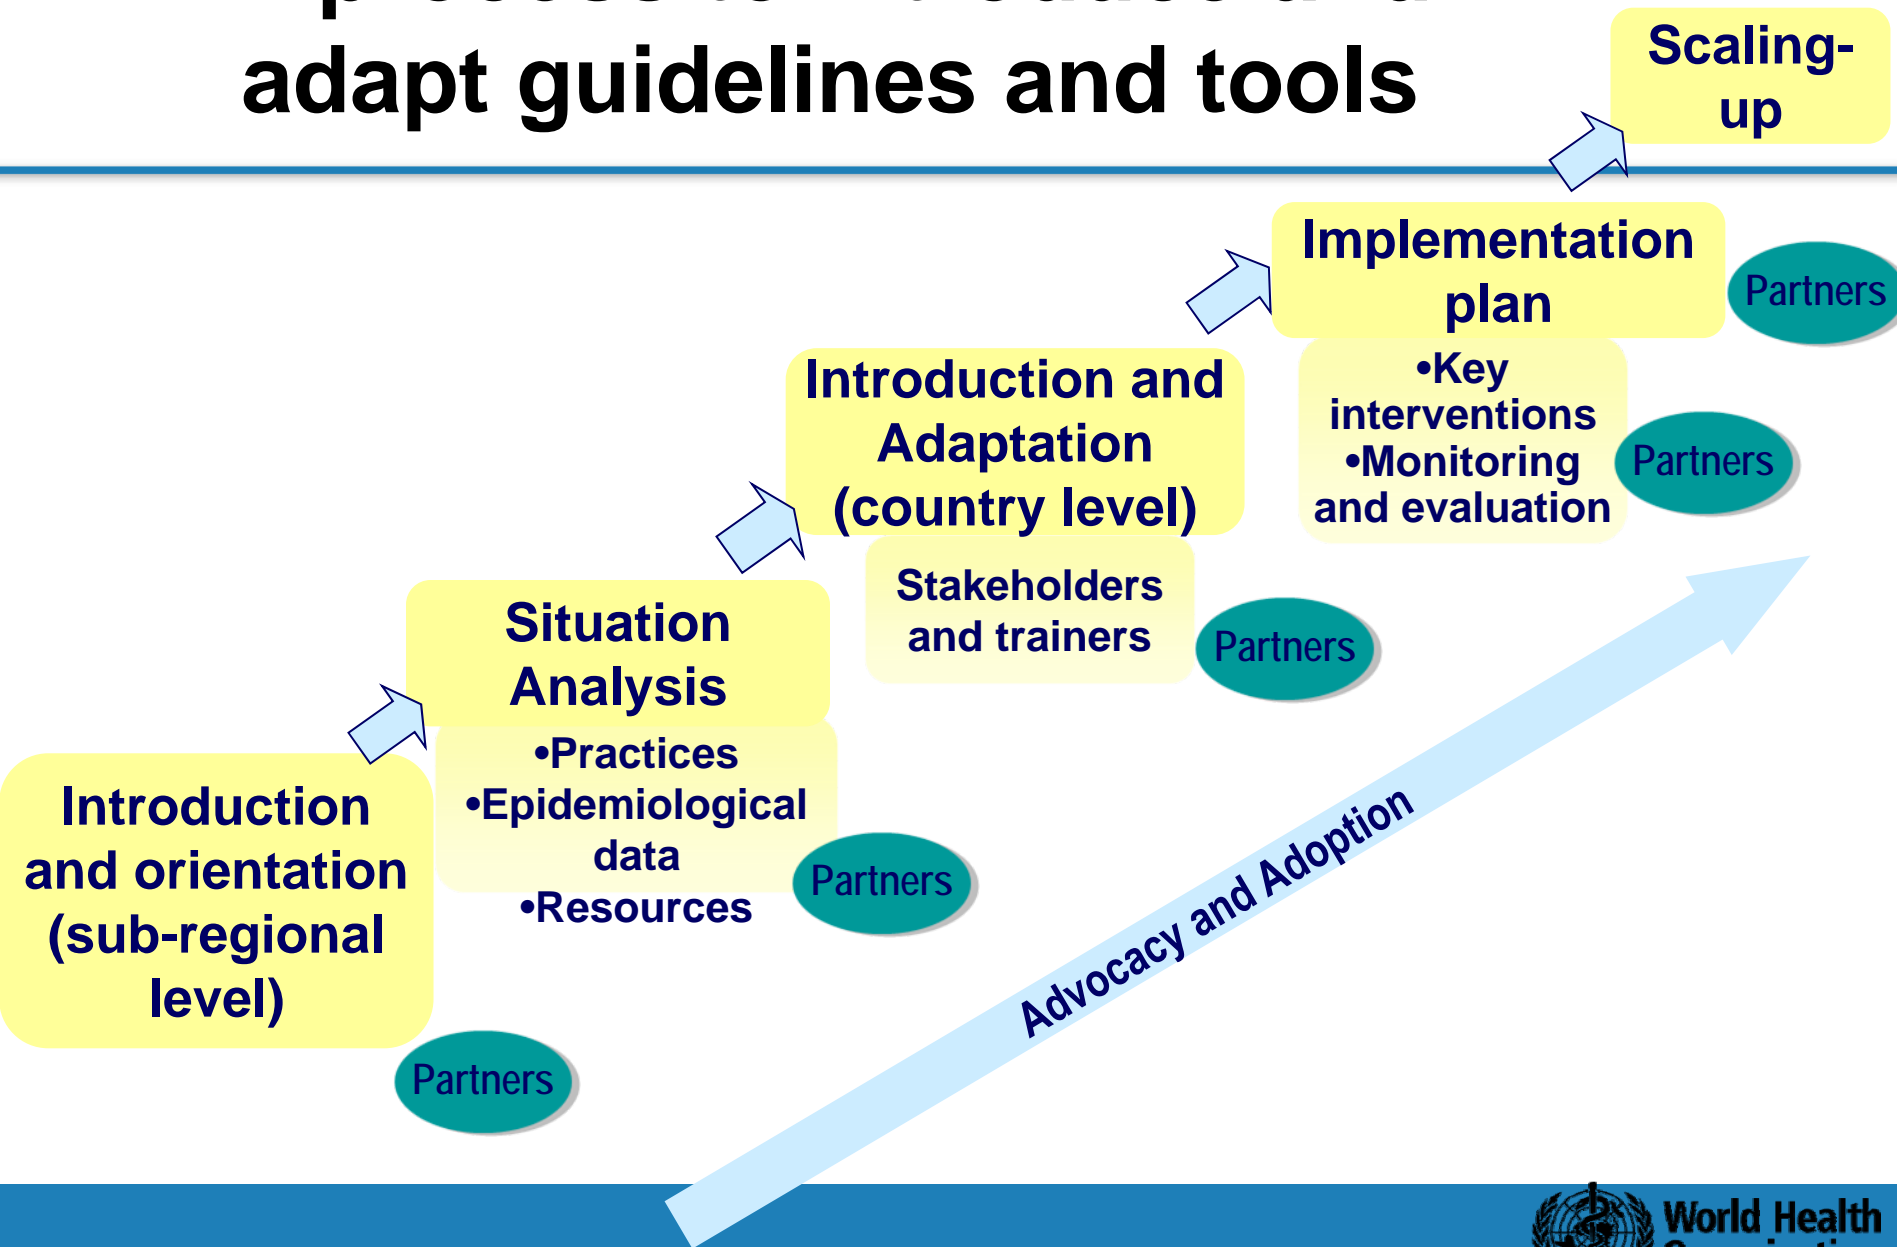 adapt guidelines and tools
Scaling-
up
Implementation
plan
Partners
•Key
interventions
•Monitoring
and evaluation
Partners
Introduction and
Adaptation
(country level)
Stakeholders
and trainers
Partners
Situation
Analysis
•Practices
•Epidemiological
data
•Resources
Partners
Introduction
and orientation
(sub-regional
level)
Partners
Advocacy and Adoption
World Health